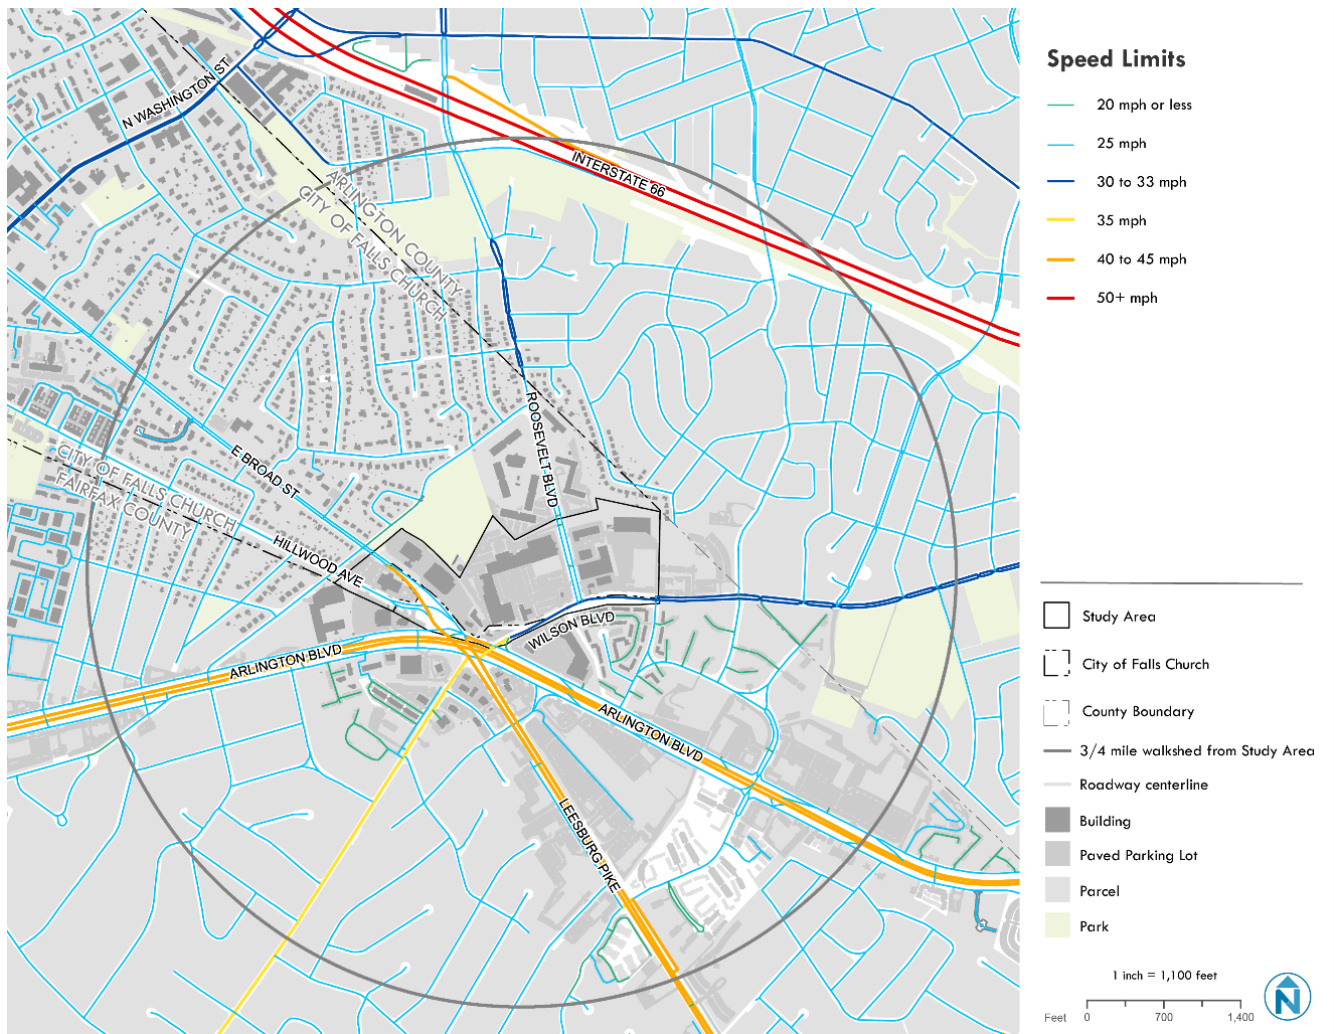 N WASHINGTON ST
INTERSTATE 66
ARLINGTON COUNTY
CITY OF FALLS CHURCH
ROOSEVELT BLVD
E BROAD ST
CITY OF FALLS CHURCH
FAIRFAX COUNTY
HILLWOOD AVE
WILSON BLVD
ARLINGTON BLVD
ARLINGTON BLVD
LEESBURG PIKE
Speed Limits
20 mph or less
25 mph
30 to 33 mph
35 mph
40 to 45 mph
50+ mph
Study Area
City of Falls Church
County Boundary
3/4 mile walkshed from Study Area
Roadway centerline
Building
Paved Parking Lot
Parcel
Park
1 inch = 1,100 feet
Feet 0 700 1,400
N